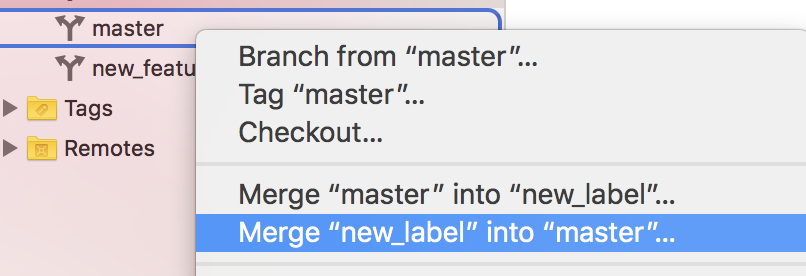 master
new_featu
Tags
Remotes
Branch from “master”...
Tag “master”...
Checkout...
Merge “master” into “new_label”...
Merge “new_label” into “master”...